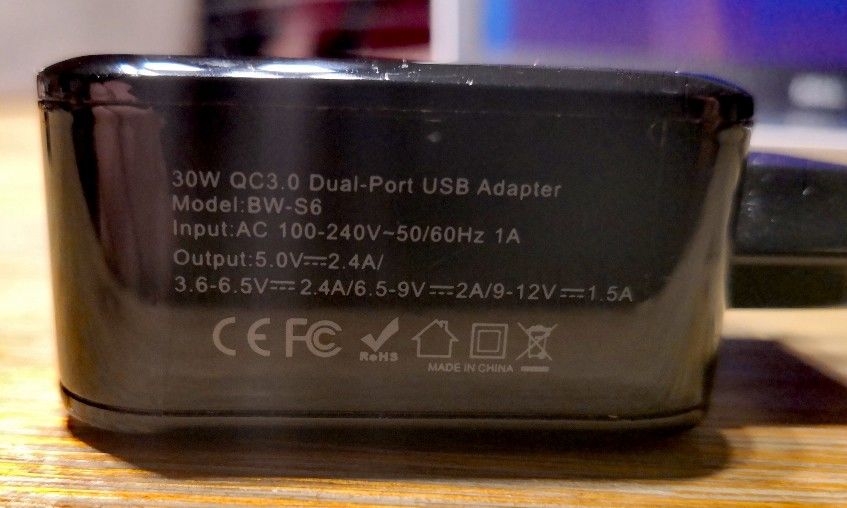 30W QC3.0 Dual-Port USB Adapter
Model:BW-S6
Input:AC 100-240V~50/60Hz 1A
Output:5.0V⎓2.4A/
3.6-6.5V⎓2.4A/6.5-9V⎓2A/9-12V⎓1.5A
CE FC RoHS
MADE IN CHINA